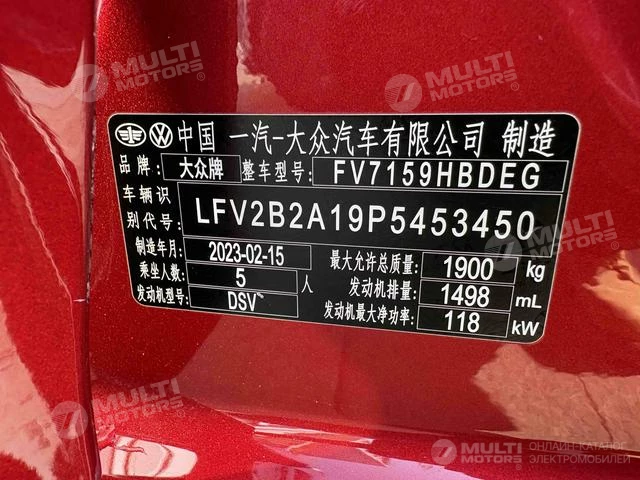 中国 一汽-大众汽车有限公司 制造
品牌: 大众牌 整车型号: FV7159HBDEG
车辆识别代号: LFV2B2A19P5453450
制造年月: 2023-02-15 最大允许总质量: 1900 kg
乘坐人数: 5 人 发动机排量: 1498 mL
发动机型号: DSV 发动机最大净功率: 118 kW
MULTI MOTORS
MULTI MOTORS
MULTI MOTORS
MULTI MOTORS
MULTI MOTORS
MULTI MOTORS
MULTI MOTORS ОНЛАЙН-КАТАЛОГ ЭЛЕКТРОМОБИЛЕЙ